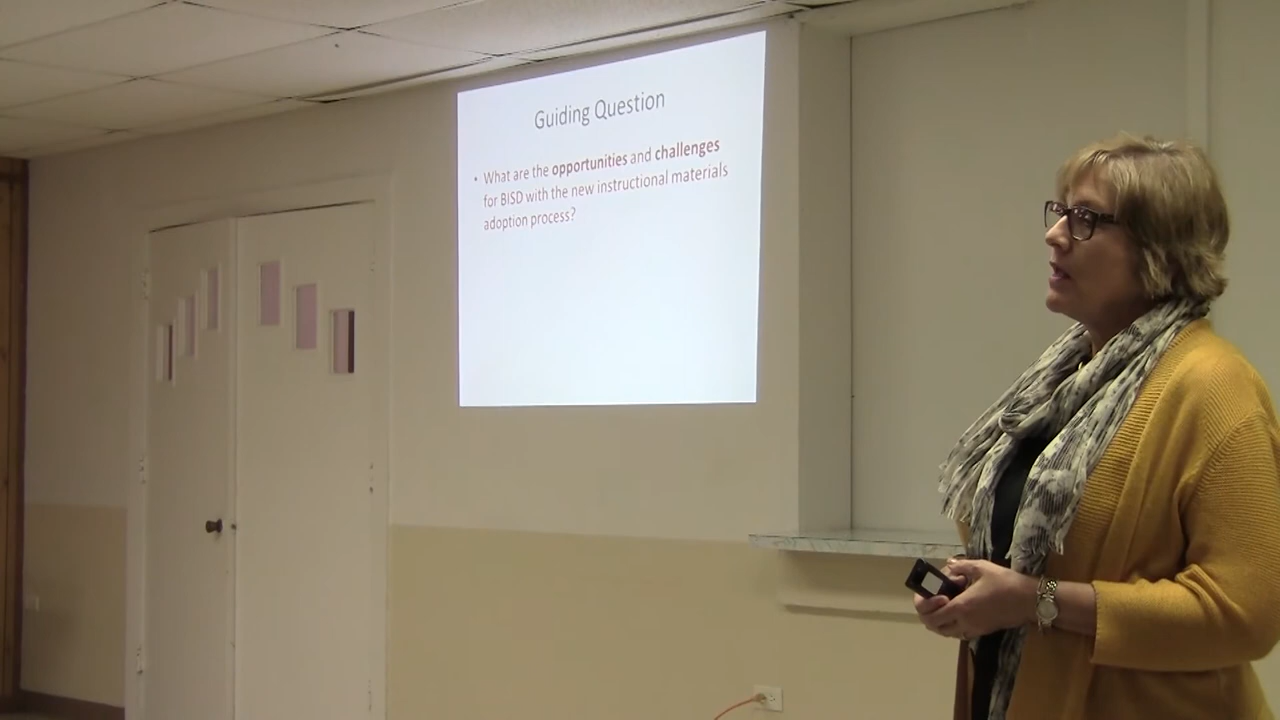 Guiding Question
• What are the opportunities and challenges
for BISD with the new instructional materials
adoption process?